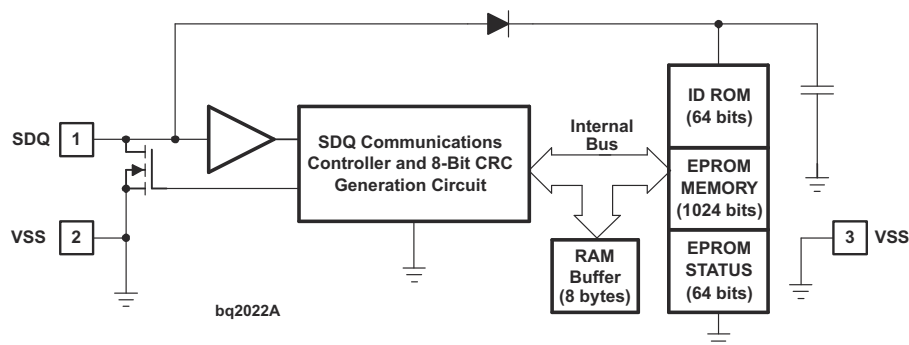 SDQ
1
SDQ Communications
Controller and 8-Bit CRC
Generation Circuit
Internal
Bus
ID ROM
(64 bits)
EPROM
MEMORY
(1024 bits)
EPROM
STATUS
(64 bits)
RAM
Buffer
(8 bytes)
VSS
2
3
VSS
bq2022A